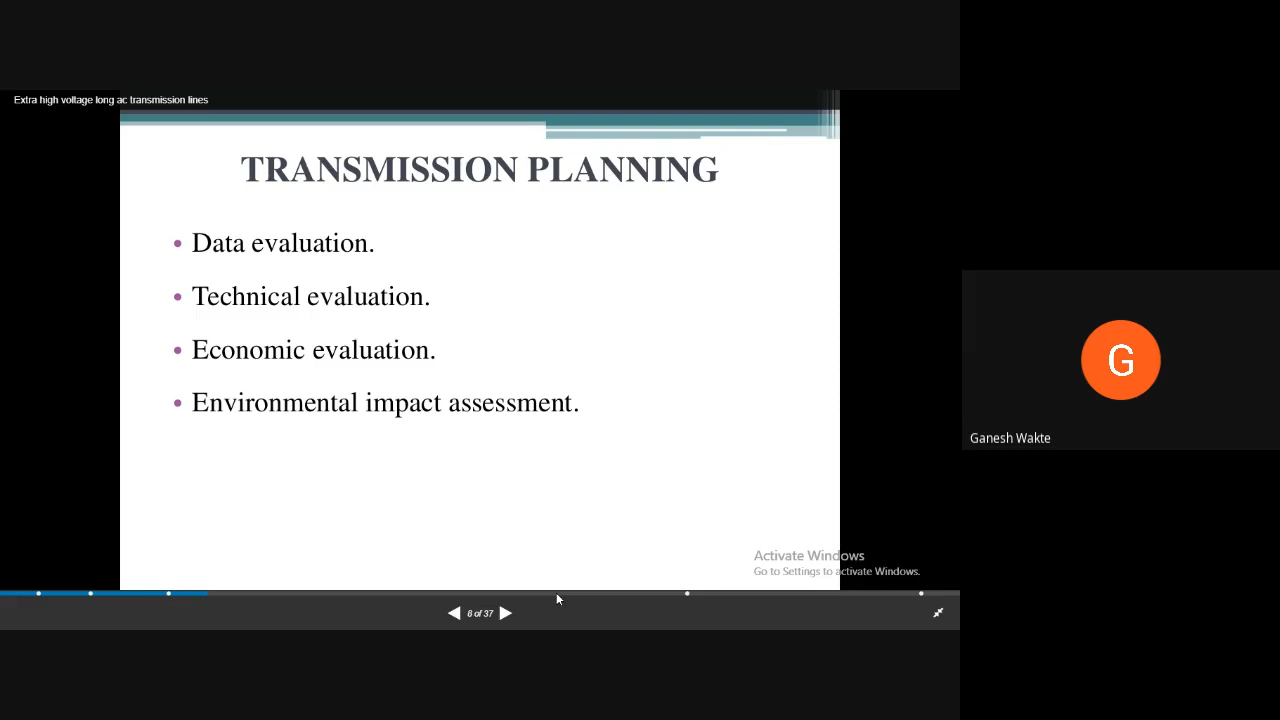 Extra high voltage long ac transmission lines
TRANSMISSION PLANNING
• Data evaluation.
• Technical evaluation.
• Economic evaluation.
• Environmental impact assessment.
Activate Windows
Go to Settings to activate Windows.
6 of 37
G
Ganesh Wakte